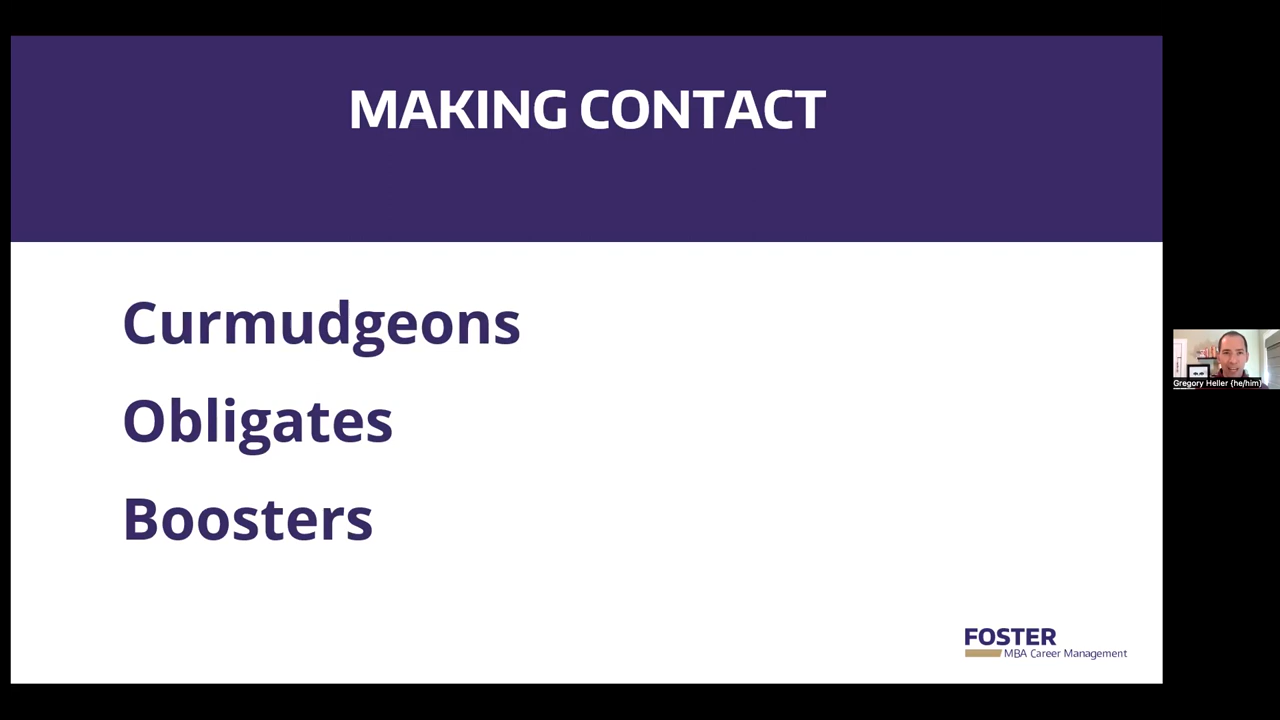 MAKING CONTACT
Curmudgeons
Obligates
Boosters
FOSTER
MBA Career Management
Gregory Heller (he/him)